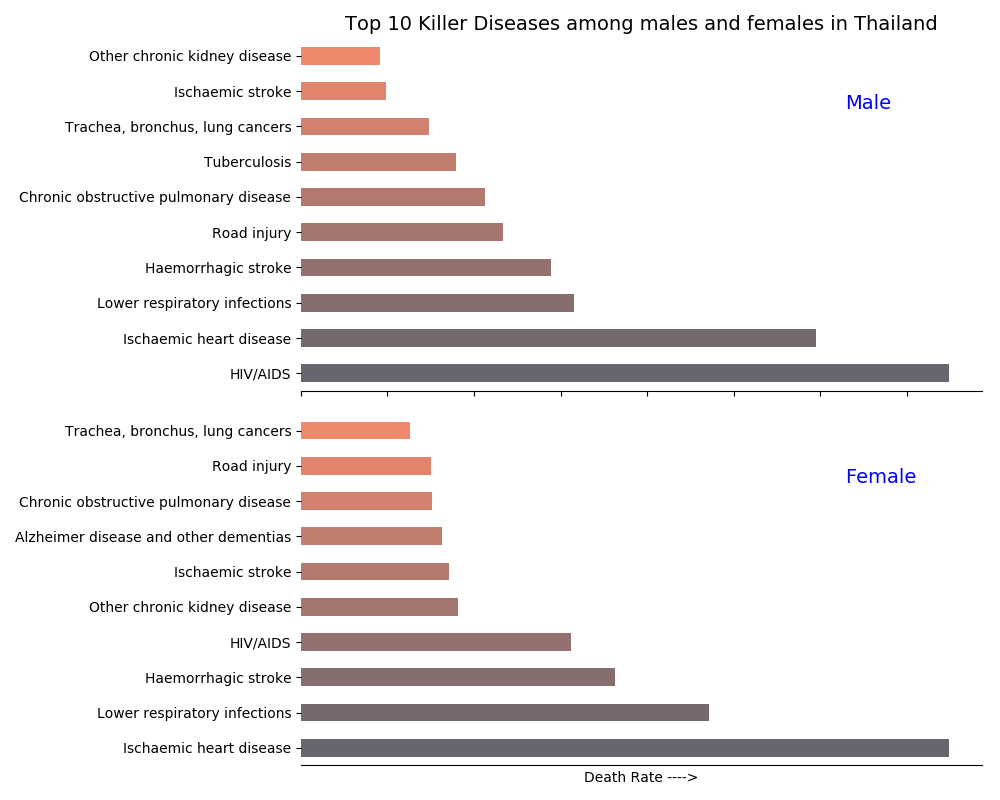 Top 10 Killer Diseases among males and females in Thailand
Other chronic kidney disease
Ischaemic stroke
Male
Trachea, bronchus, lung cancers
Tuberculosis
Chronic obstructive pulmonary disease
Road injury
Haemorrhagic stroke
Lower respiratory infections
Ischaemic heart disease
HIV/AIDS
Trachea, bronchus, lung cancers
Road injury
Female
Chronic obstructive pulmonary disease
Alzheimer disease and other dementias
Ischaemic stroke
Other chronic kidney disease
HIV/AIDS
Haemorrhagic stroke
Lower respiratory infections
Ischaemic heart disease
Death Rate ---->